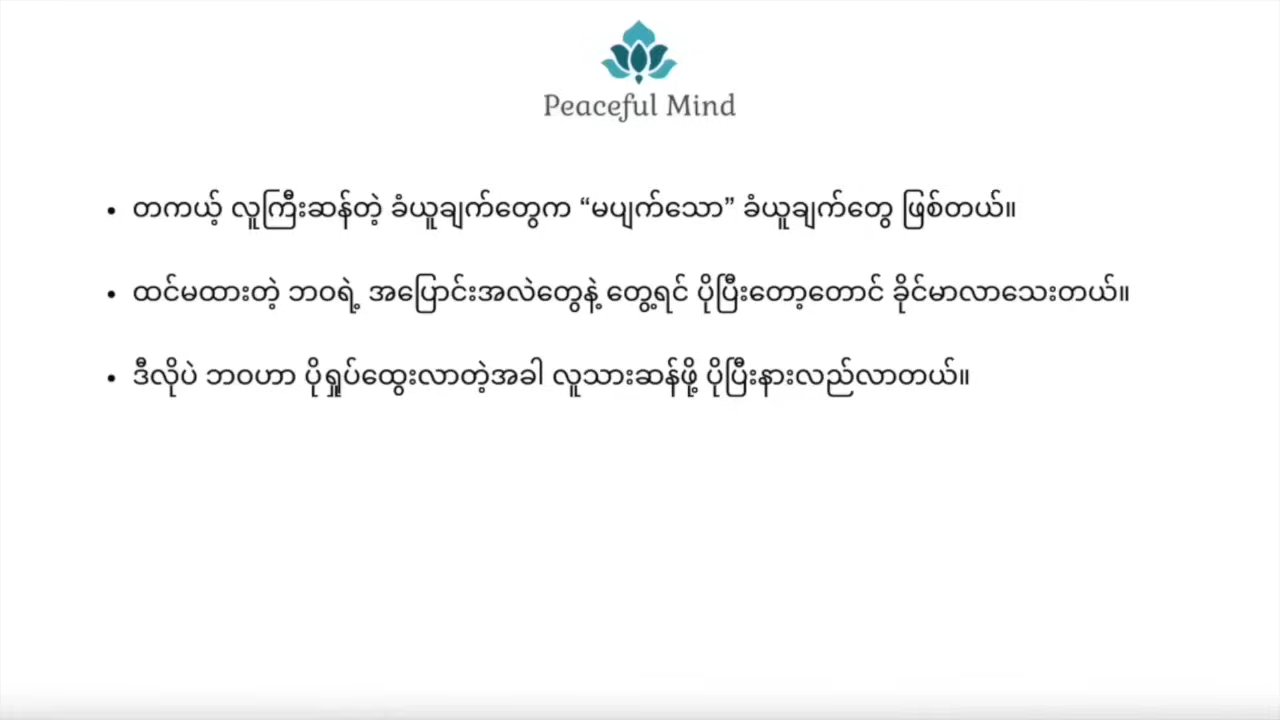 Peaceful Mind
• တကယ့် လူကြီးဆန်တဲ့ ခံယူချက်တွေက “မပျက်သော” ခံယူချက်တွေ ဖြစ်တယ်။
• ထင်မထားတဲ့ ဘဝရဲ့ အပြောင်းအလဲတွေနဲ့ တွေ့ရင် ပိုပြီးတော့တောင် ခိုင်မာလာသေးတယ်။
• ဒီလိုပဲ ဘဝဟာ ပိုရှုပ်ထွေးလာတဲ့အခါ လူသားဆန်ဖို့ ပိုပြီးနားလည်လာတယ်။